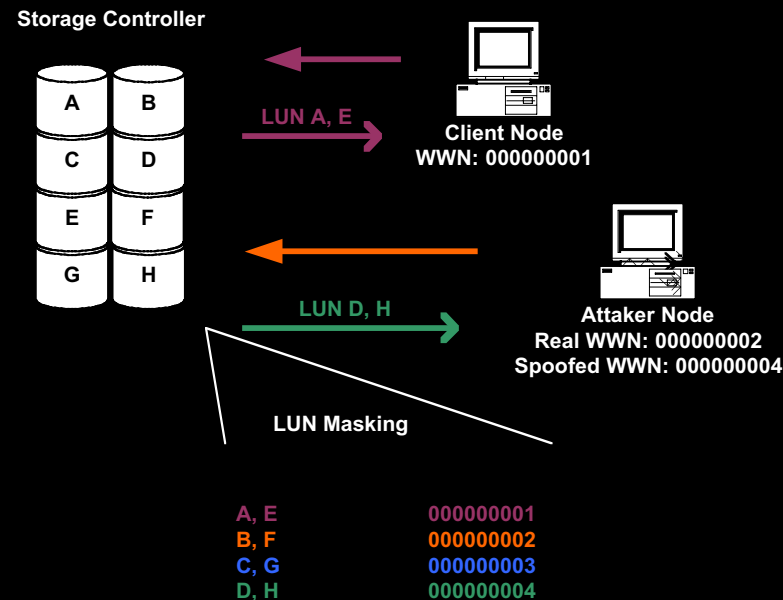 Storage Controller
A B
C D
E F
G H
LUN A, E
Client Node
WWN: 000000001
LUN D, H
Attaker Node
Real WWN: 000000002
Spoofed WWN: 000000004
LUN Masking
A, E 000000001
B, F 000000002
C, G 000000003
D, H 000000004